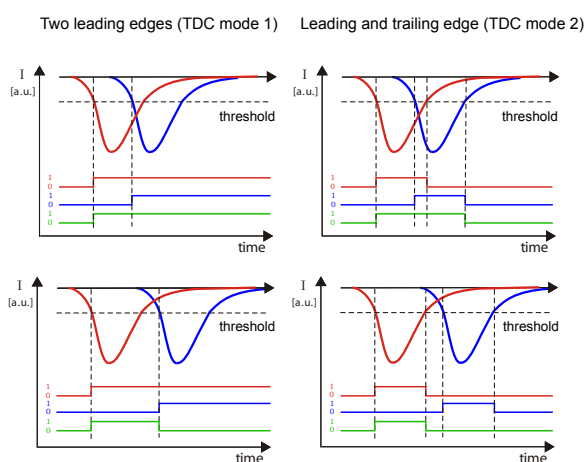 Two leading edges (TDC mode 1)
Leading and trailing edge (TDC mode 2)
I
[a.u.]
threshold
1
0
1
0
1
0
time
I
[a.u.]
threshold
1
0
1
0
1
0
time
I
[a.u.]
threshold
1
0
1
0
1
0
time
I
[a.u.]
threshold
1
0
1
0
1
0
time